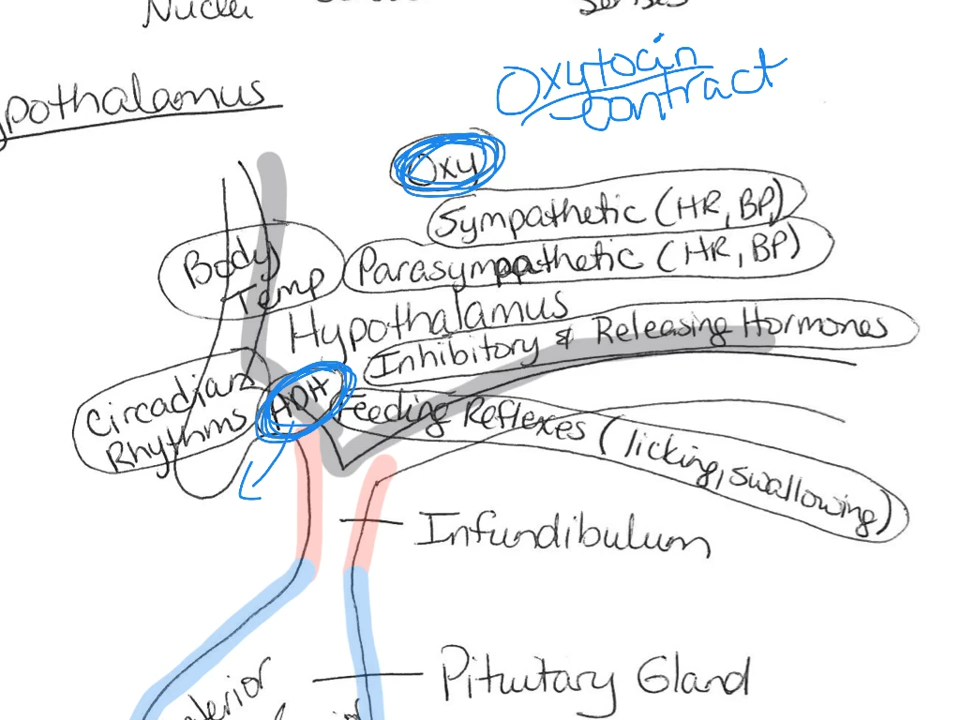 Nuclei
pothalamus
Oxytocin
contract
Oxy
Sympathetic (HR, BP)
Body
Temp
Parasympathetic (HR, BP)
Hypothalamus
Inhibitory & Releasing Hormones
Circadian
Rhythms
ADH
Feeding Reflexes (licking, swallowing)
Infundibulum
Pituitary Gland